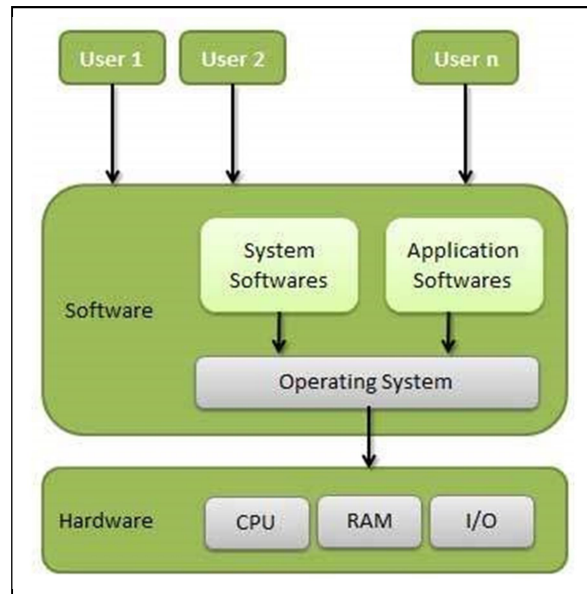 User 1
User 2
User n
System
Softwares
Application
Softwares
Software
Operating System
Hardware
CPU
RAM
I/O